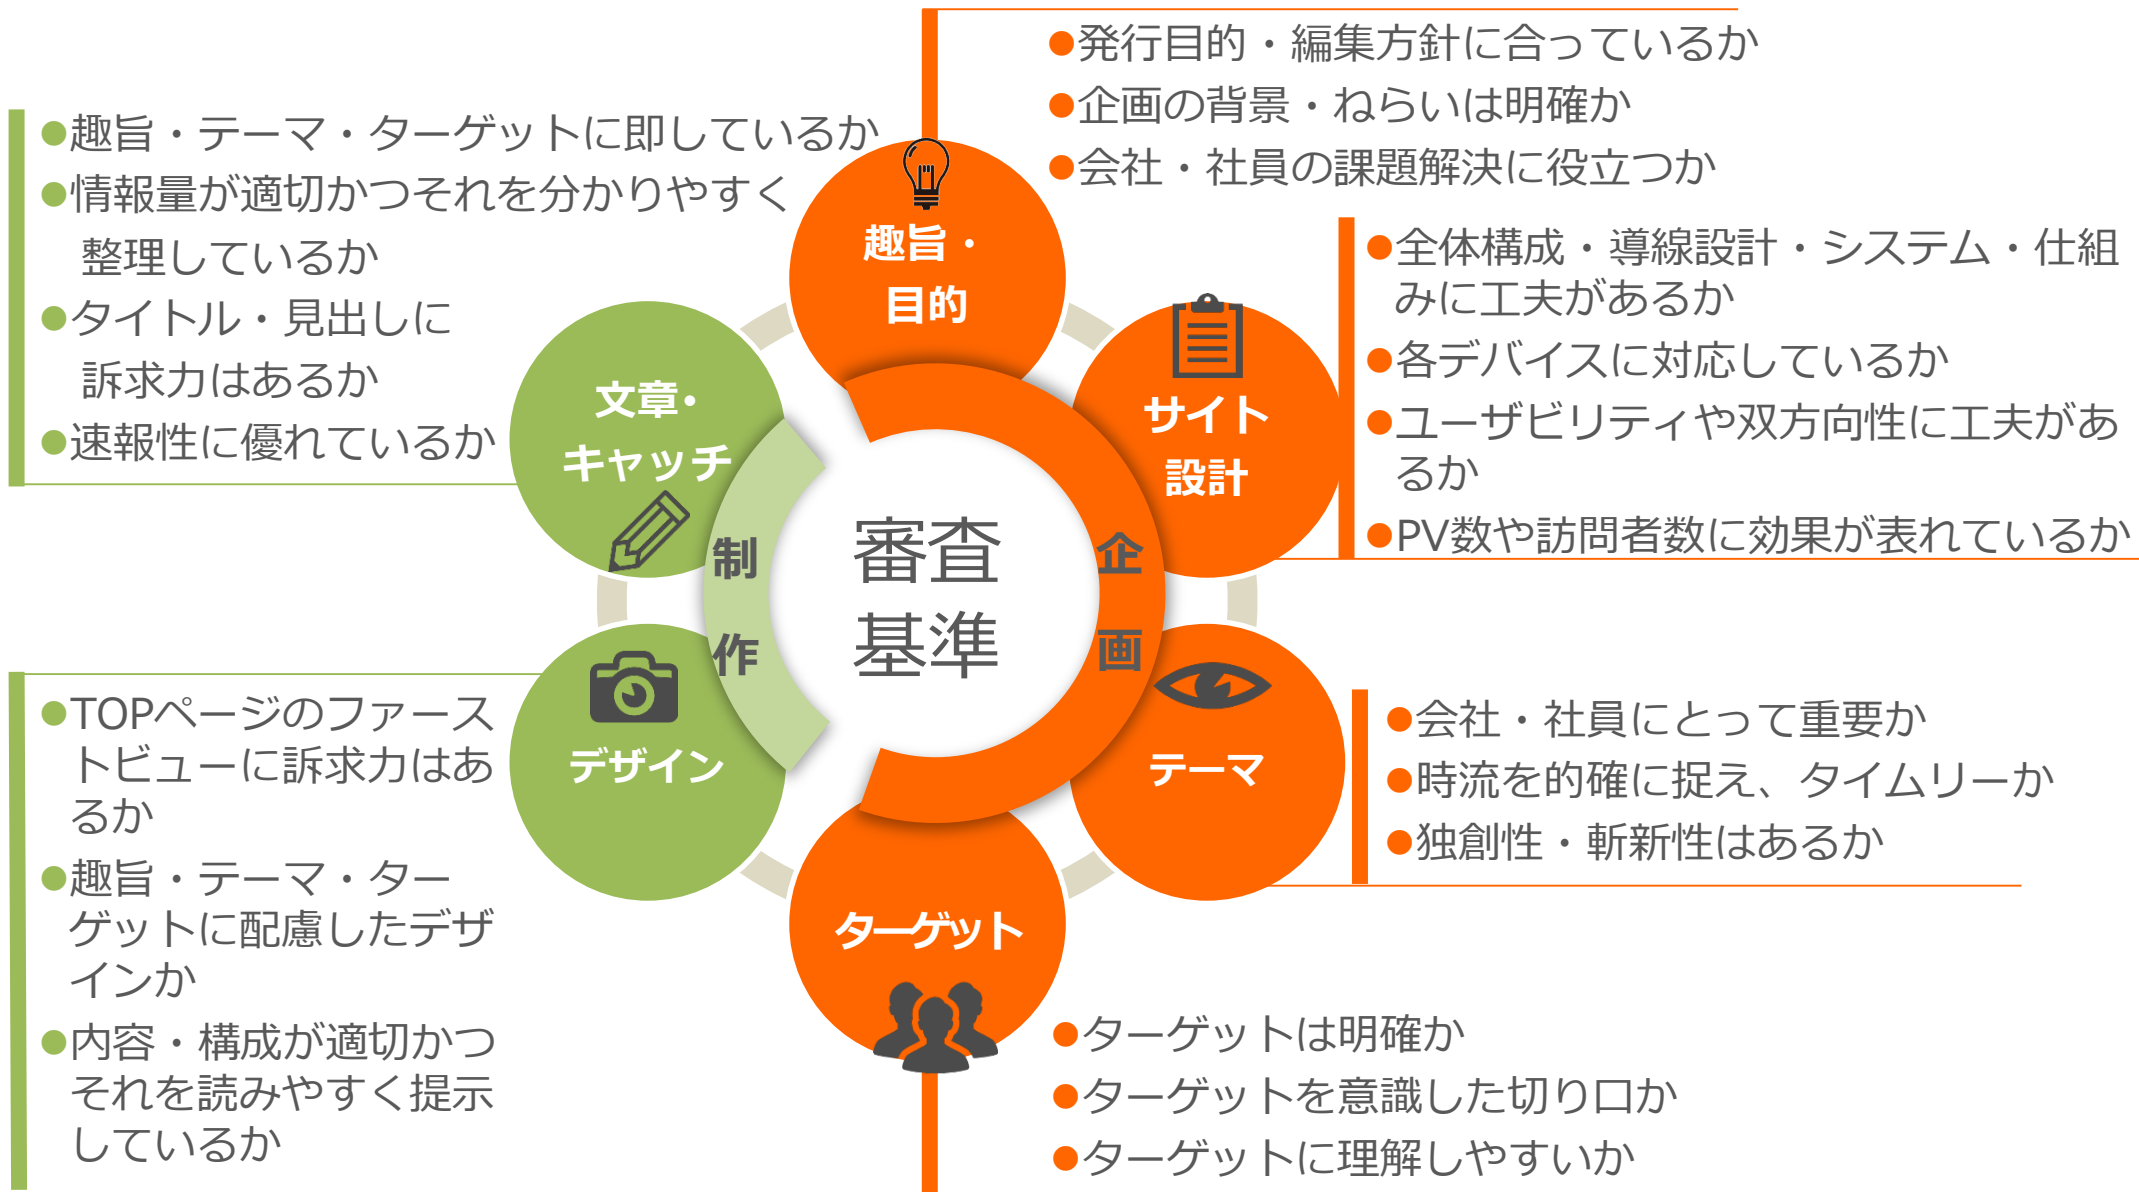 ●発行目的・編集方針に合っているか
●企画の背景・ねらいは明確か
●会社・社員の課題解決に役立つか
趣旨・
目的
●全体構成・導線設計・システム・仕組
みに工夫があるか
●各デバイスに対応しているか
●ユーザビリティや双方向性に工夫があ
るか
●PV数や訪問者数に効果が表れているか
サイト
設計
●会社・社員にとって重要か
●時流を的確に捉え、タイムリーか
●独創性・斬新性はあるか
テーマ
ターゲット
●ターゲットは明確か
●ターゲットを意識した切り口か
●ターゲットに理解しやすいか
デザイン
●TOPページのファース
トビューに訴求力はあ
るか
●趣旨・テーマ・ター
ゲットに配慮したデザ
インか
●内容・構成が適切かつ
それを読みやすく提示
しているか
文章・
キャッチ
●趣旨・テーマ・ターゲットに即しているか
●情報量が適切かつそれを分かりやすく
整理しているか
●タイトル・見出しに
訴求力はあるか
●速報性に優れているか
制
作
審査
基準
企
画